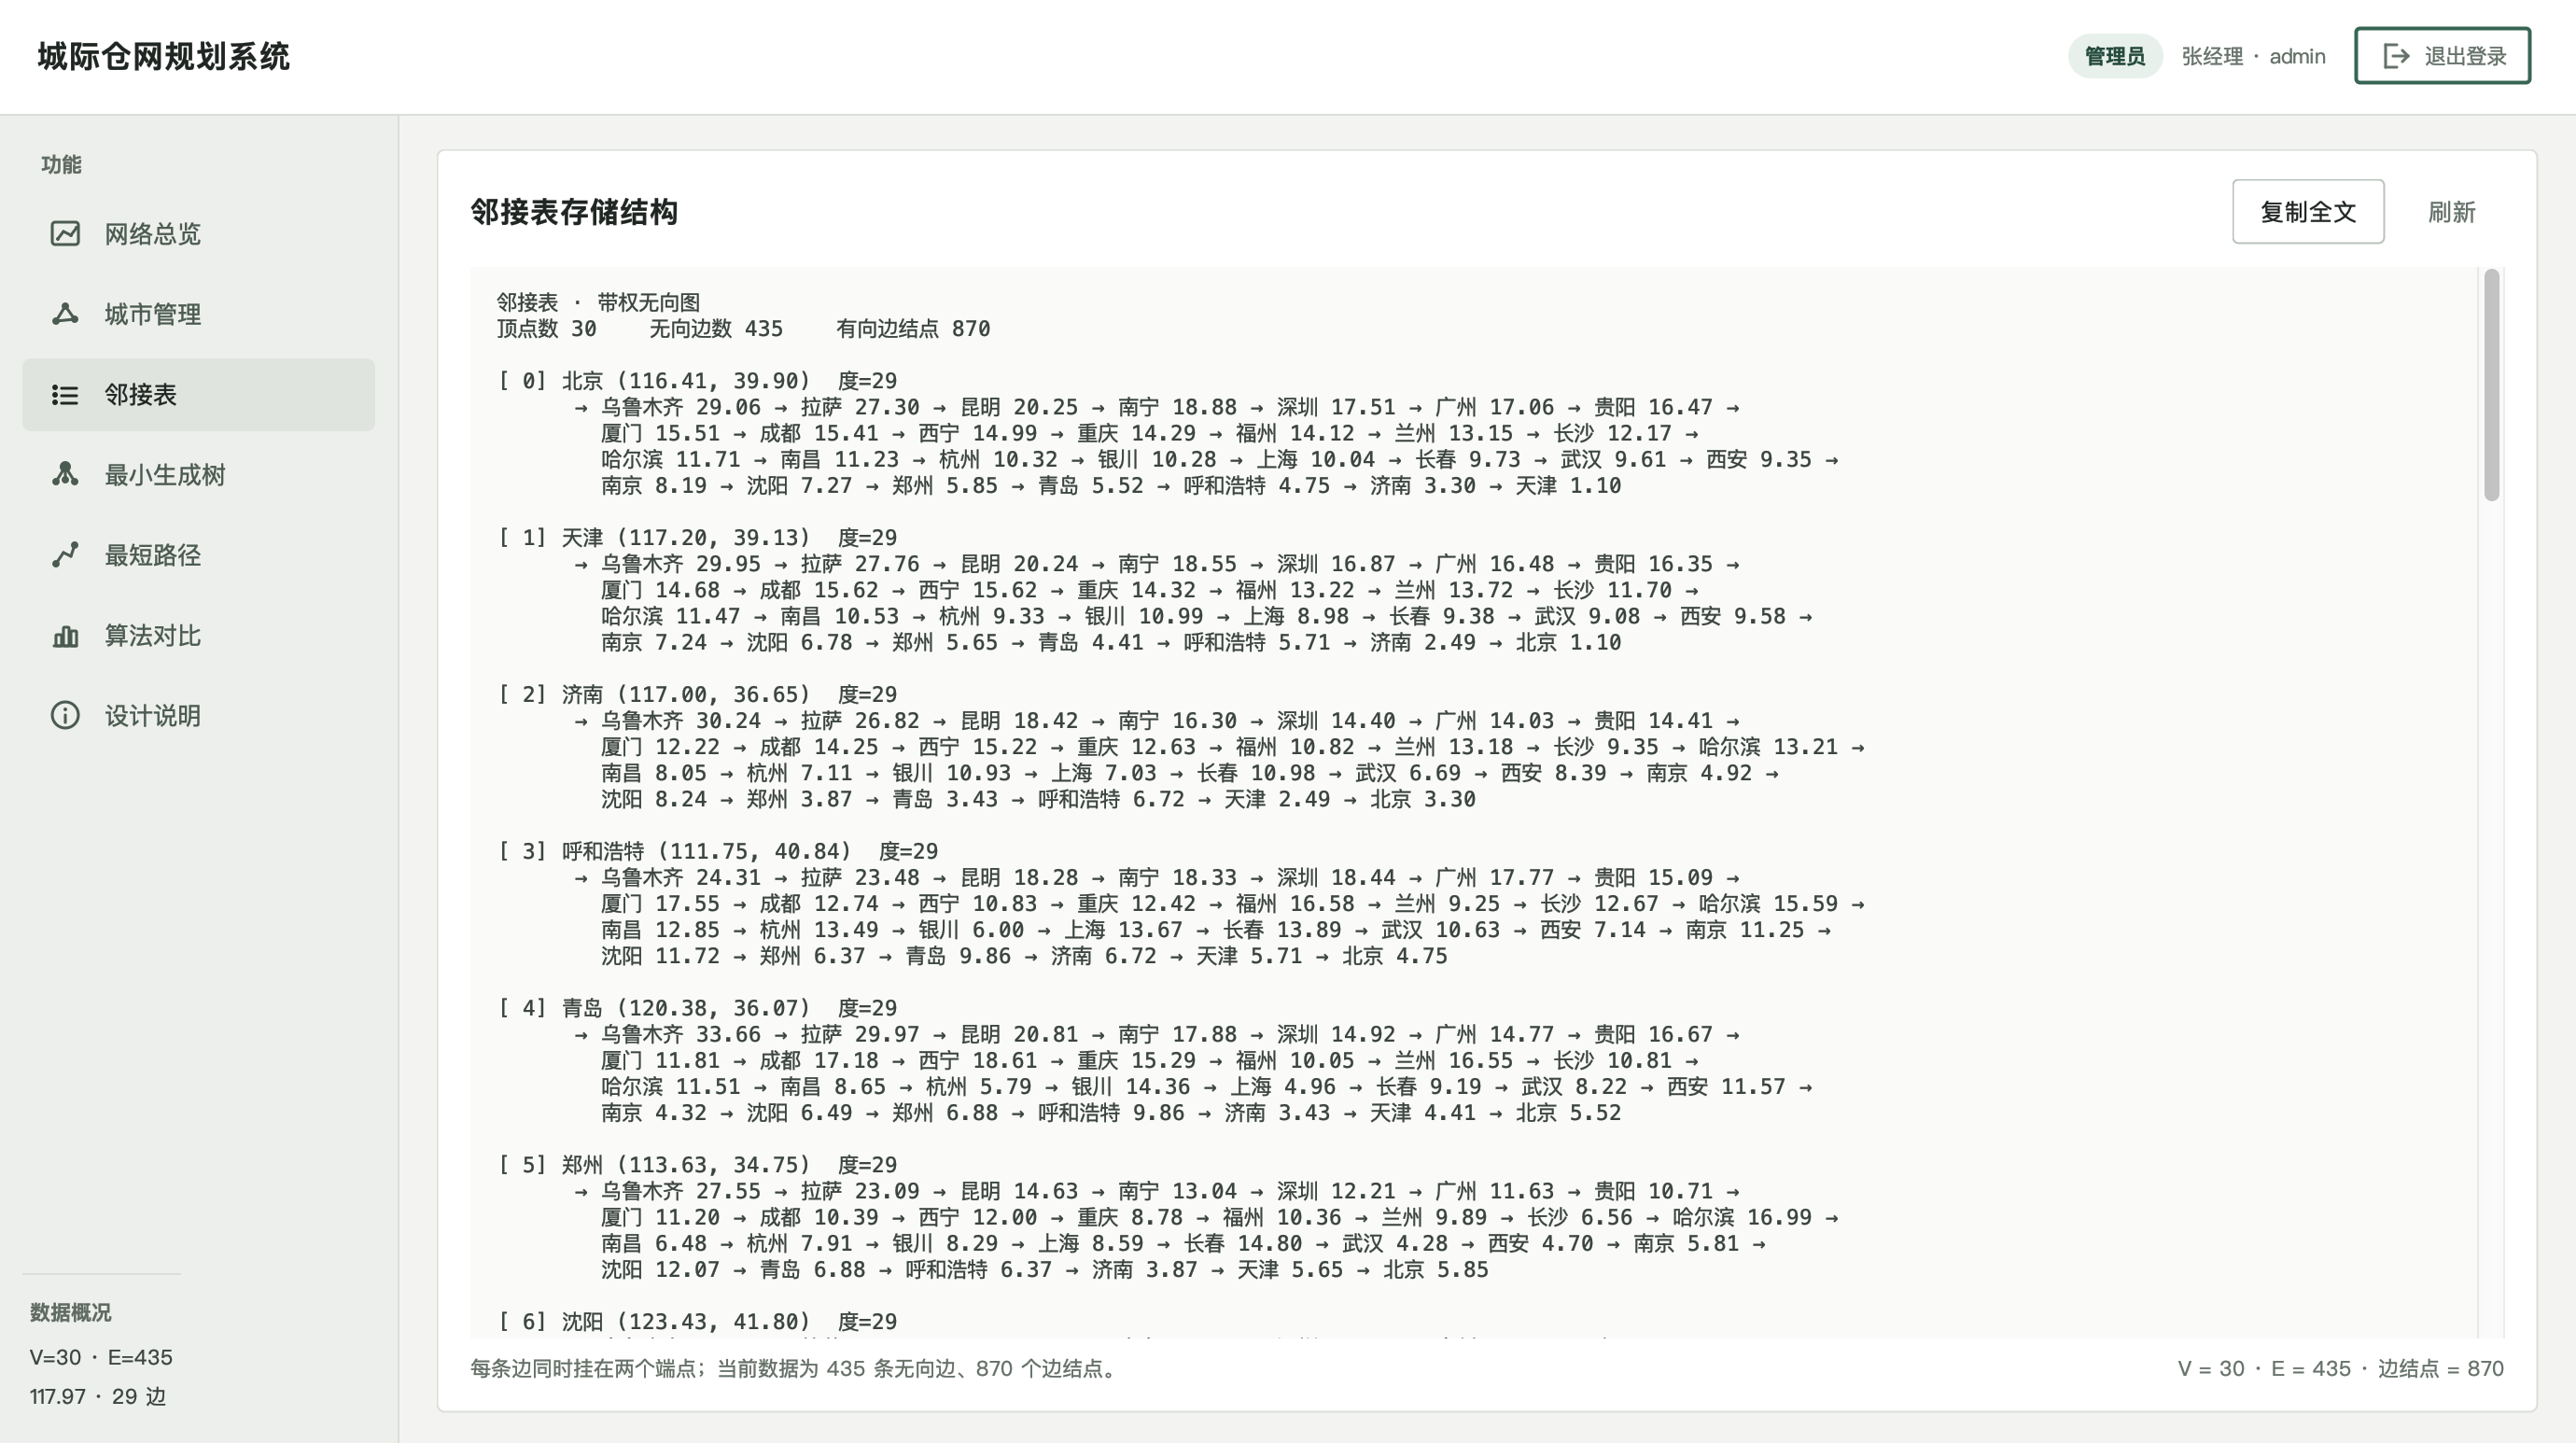 城际仓网规划系统
管理员 张经理 · admin 退出登录
功能
网络总览
城市管理
邻接表
最小生成树
最短路径
算法对比
设计说明
数据概况
V=30 · E=435
117.97 · 29 边
邻接表存储结构
复制全文 刷新
邻接表 · 带权无向图
顶点数 30 无向边数 435 有向边结点 870
[ 0] 北京 (116.41, 39.90) 度=29
→ 乌鲁木齐 29.06 → 拉萨 27.30 → 昆明 20.25 → 南宁 18.88 → 深圳 17.51 → 广州 17.06 → 贵阳 16.47 →
厦门 15.51 → 成都 15.41 → 西宁 14.99 → 重庆 14.29 → 福州 14.12 → 兰州 13.15 → 长沙 12.17 →
哈尔滨 11.71 → 南昌 11.23 → 杭州 10.32 → 银川 10.28 → 上海 10.04 → 长春 9.73 → 武汉 9.61 → 西安 9.35 →
南京 8.19 → 沈阳 7.27 → 郑州 5.85 → 青岛 5.52 → 呼和浩特 4.75 → 济南 3.30 → 天津 1.10
[ 1] 天津 (117.20, 39.13) 度=29
→ 乌鲁木齐 29.95 → 拉萨 27.76 → 昆明 20.24 → 南宁 18.55 → 深圳 16.87 → 广州 16.48 → 贵阳 16.35 →
厦门 14.68 → 成都 15.62 → 西宁 15.62 → 重庆 14.32 → 福州 13.22 → 兰州 13.72 → 长沙 11.70 →
哈尔滨 11.47 → 南昌 10.53 → 杭州 9.33 → 银川 10.99 → 上海 8.98 → 长春 9.38 → 武汉 9.08 → 西安 9.58 →
南京 7.24 → 沈阳 6.78 → 郑州 5.65 → 青岛 4.41 → 呼和浩特 5.71 → 济南 2.49 → 北京 1.10
[ 2] 济南 (117.00, 36.65) 度=29
→ 乌鲁木齐 30.24 → 拉萨 26.82 → 昆明 18.42 → 南宁 16.30 → 深圳 14.40 → 广州 14.03 → 贵阳 14.41 →
厦门 12.22 → 成都 14.25 → 西宁 15.22 → 重庆 12.63 → 福州 10.82 → 兰州 13.18 → 长沙 9.35 → 哈尔滨 13.21 →
南昌 8.05 → 杭州 7.11 → 银川 10.93 → 上海 7.03 → 长春 10.98 → 武汉 6.69 → 西安 8.39 → 南京 4.92 →
沈阳 8.24 → 郑州 3.87 → 青岛 3.43 → 呼和浩特 6.72 → 天津 2.49 → 北京 3.30
[ 3] 呼和浩特 (111.75, 40.84) 度=29
→ 乌鲁木齐 24.31 → 拉萨 23.48 → 昆明 18.28 → 南宁 18.33 → 深圳 18.44 → 广州 17.77 → 贵阳 15.09 →
厦门 17.55 → 成都 12.74 → 西宁 10.83 → 重庆 12.42 → 福州 16.58 → 兰州 9.25 → 长沙 12.67 → 哈尔滨 15.59 →
南昌 12.85 → 杭州 13.49 → 银川 6.00 → 上海 13.67 → 长春 13.89 → 武汉 10.63 → 西安 7.14 → 南京 11.25 →
沈阳 11.72 → 郑州 6.37 → 青岛 9.86 → 济南 6.72 → 天津 5.71 → 北京 4.75
[ 4] 青岛 (120.38, 36.07) 度=29
→ 乌鲁木齐 33.66 → 拉萨 29.97 → 昆明 20.81 → 南宁 17.88 → 深圳 14.92 → 广州 14.77 → 贵阳 16.67 →
厦门 11.81 → 成都 17.18 → 西宁 18.61 → 重庆 15.29 → 福州 10.05 → 兰州 16.55 → 长沙 10.81 →
哈尔滨 11.51 → 南昌 8.65 → 杭州 5.79 → 银川 14.36 → 上海 4.96 → 长春 9.19 → 武汉 8.22 → 西安 11.57 →
南京 4.32 → 沈阳 6.49 → 郑州 6.88 → 呼和浩特 9.86 → 济南 3.43 → 天津 4.41 → 北京 5.52
[ 5] 郑州 (113.63, 34.75) 度=29
→ 乌鲁木齐 27.55 → 拉萨 23.09 → 昆明 14.63 → 南宁 13.04 → 深圳 12.21 → 广州 11.63 → 贵阳 10.71 →
厦门 11.20 → 成都 10.39 → 西宁 12.00 → 重庆 8.78 → 福州 10.36 → 兰州 9.89 → 长沙 6.56 → 哈尔滨 16.99 →
南昌 6.48 → 杭州 7.91 → 银川 8.29 → 上海 8.59 → 长春 14.80 → 武汉 4.28 → 西安 4.70 → 南京 5.81 →
沈阳 12.07 → 青岛 6.88 → 呼和浩特 6.37 → 济南 3.87 → 天津 5.65 → 北京 5.85
[ 6] 沈阳 (123.43, 41.80) 度=29
每条边同时挂在两个端点；当前数据为 435 条无向边、870 个边结点。
V = 30 · E = 435 · 边结点 = 870